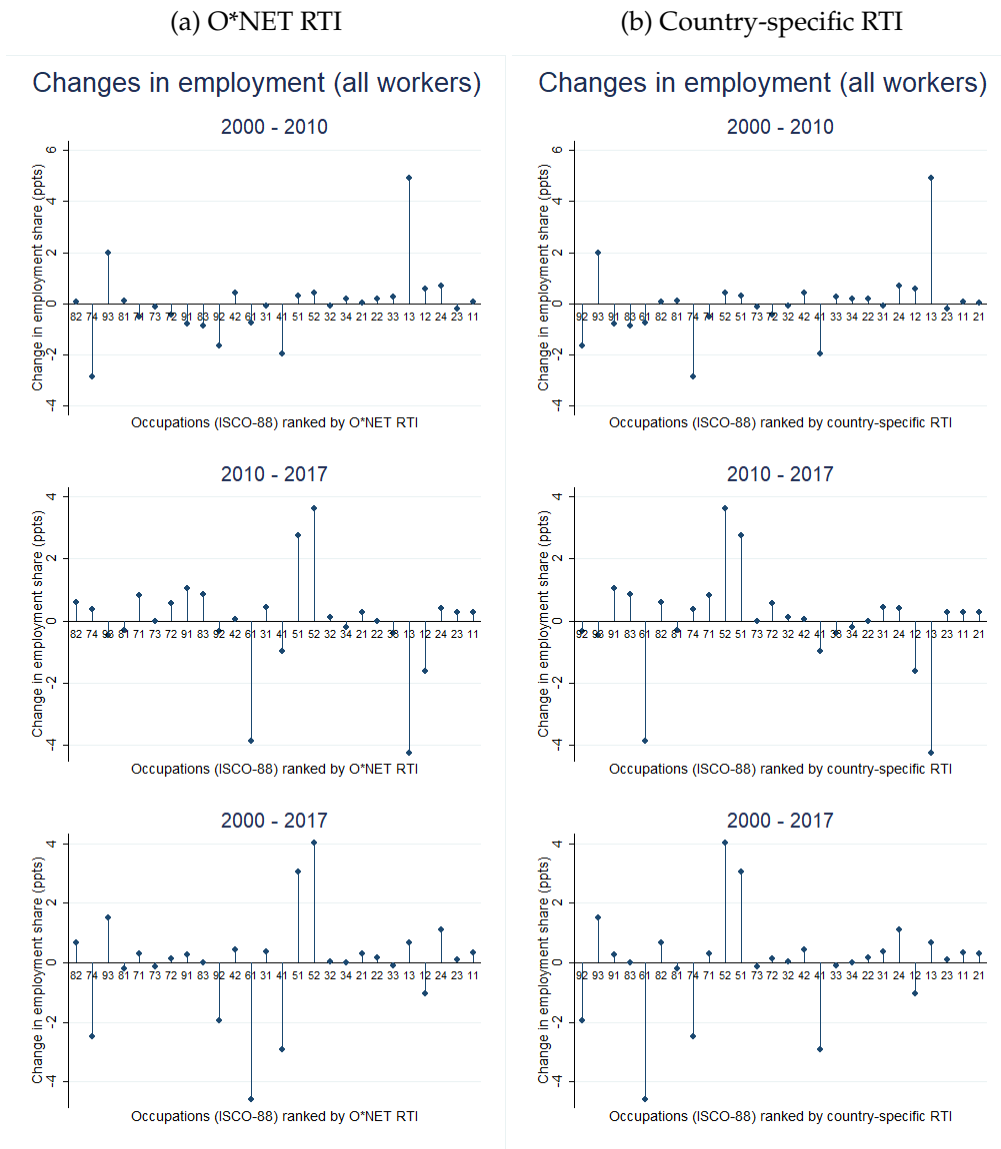 (a) O*NET RTI
Changes in employment (all workers)
2000 - 2010
Change in employment share (ppts)
6
4
2
0
-2
-4
82 74 93 81 71 73 72 91 83 92 42 61 31 41 51 52 32 34 21 22 33 13 12 24 23 11
Occupations (ISCO-88) ranked by O*NET RTI
2010 - 2017
Change in employment share (ppts)
4
2
0
-2
-4
82 74 93 81 71 73 72 91 83 92 42 61 31 41 51 52 32 34 21 22 33 13 12 24 23 11
Occupations (ISCO-88) ranked by O*NET RTI
2000 - 2017
Change in employment share (ppts)
4
2
0
-2
-4
82 74 93 81 71 73 72 91 83 92 42 61 31 41 51 52 32 34 21 22 33 13 12 24 23 11
Occupations (ISCO-88) ranked by O*NET RTI
(b) Country-specific RTI
Changes in employment (all workers)
2000 - 2010
Change in employment share (ppts)
6
4
2
0
-2
-4
92 93 91 83 61 82 81 74 71 52 51 73 72 32 42 41 33 34 22 31 24 12 13 23 11 21
Occupations (ISCO-88) ranked by country-specific RTI
2010 - 2017
Change in employment share (ppts)
4
2
0
-2
-4
92 93 91 83 61 82 81 74 71 52 51 73 72 32 42 41 33 34 22 31 24 12 13 23 11 21
Occupations (ISCO-88) ranked by country-specific RTI
2000 - 2017
Change in employment share (ppts)
4
2
0
-2
-4
92 93 91 83 61 82 81 74 71 52 51 73 72 32 42 41 33 34 22 31 24 12 13 23 11 21
Occupations (ISCO-88) ranked by country-specific RTI